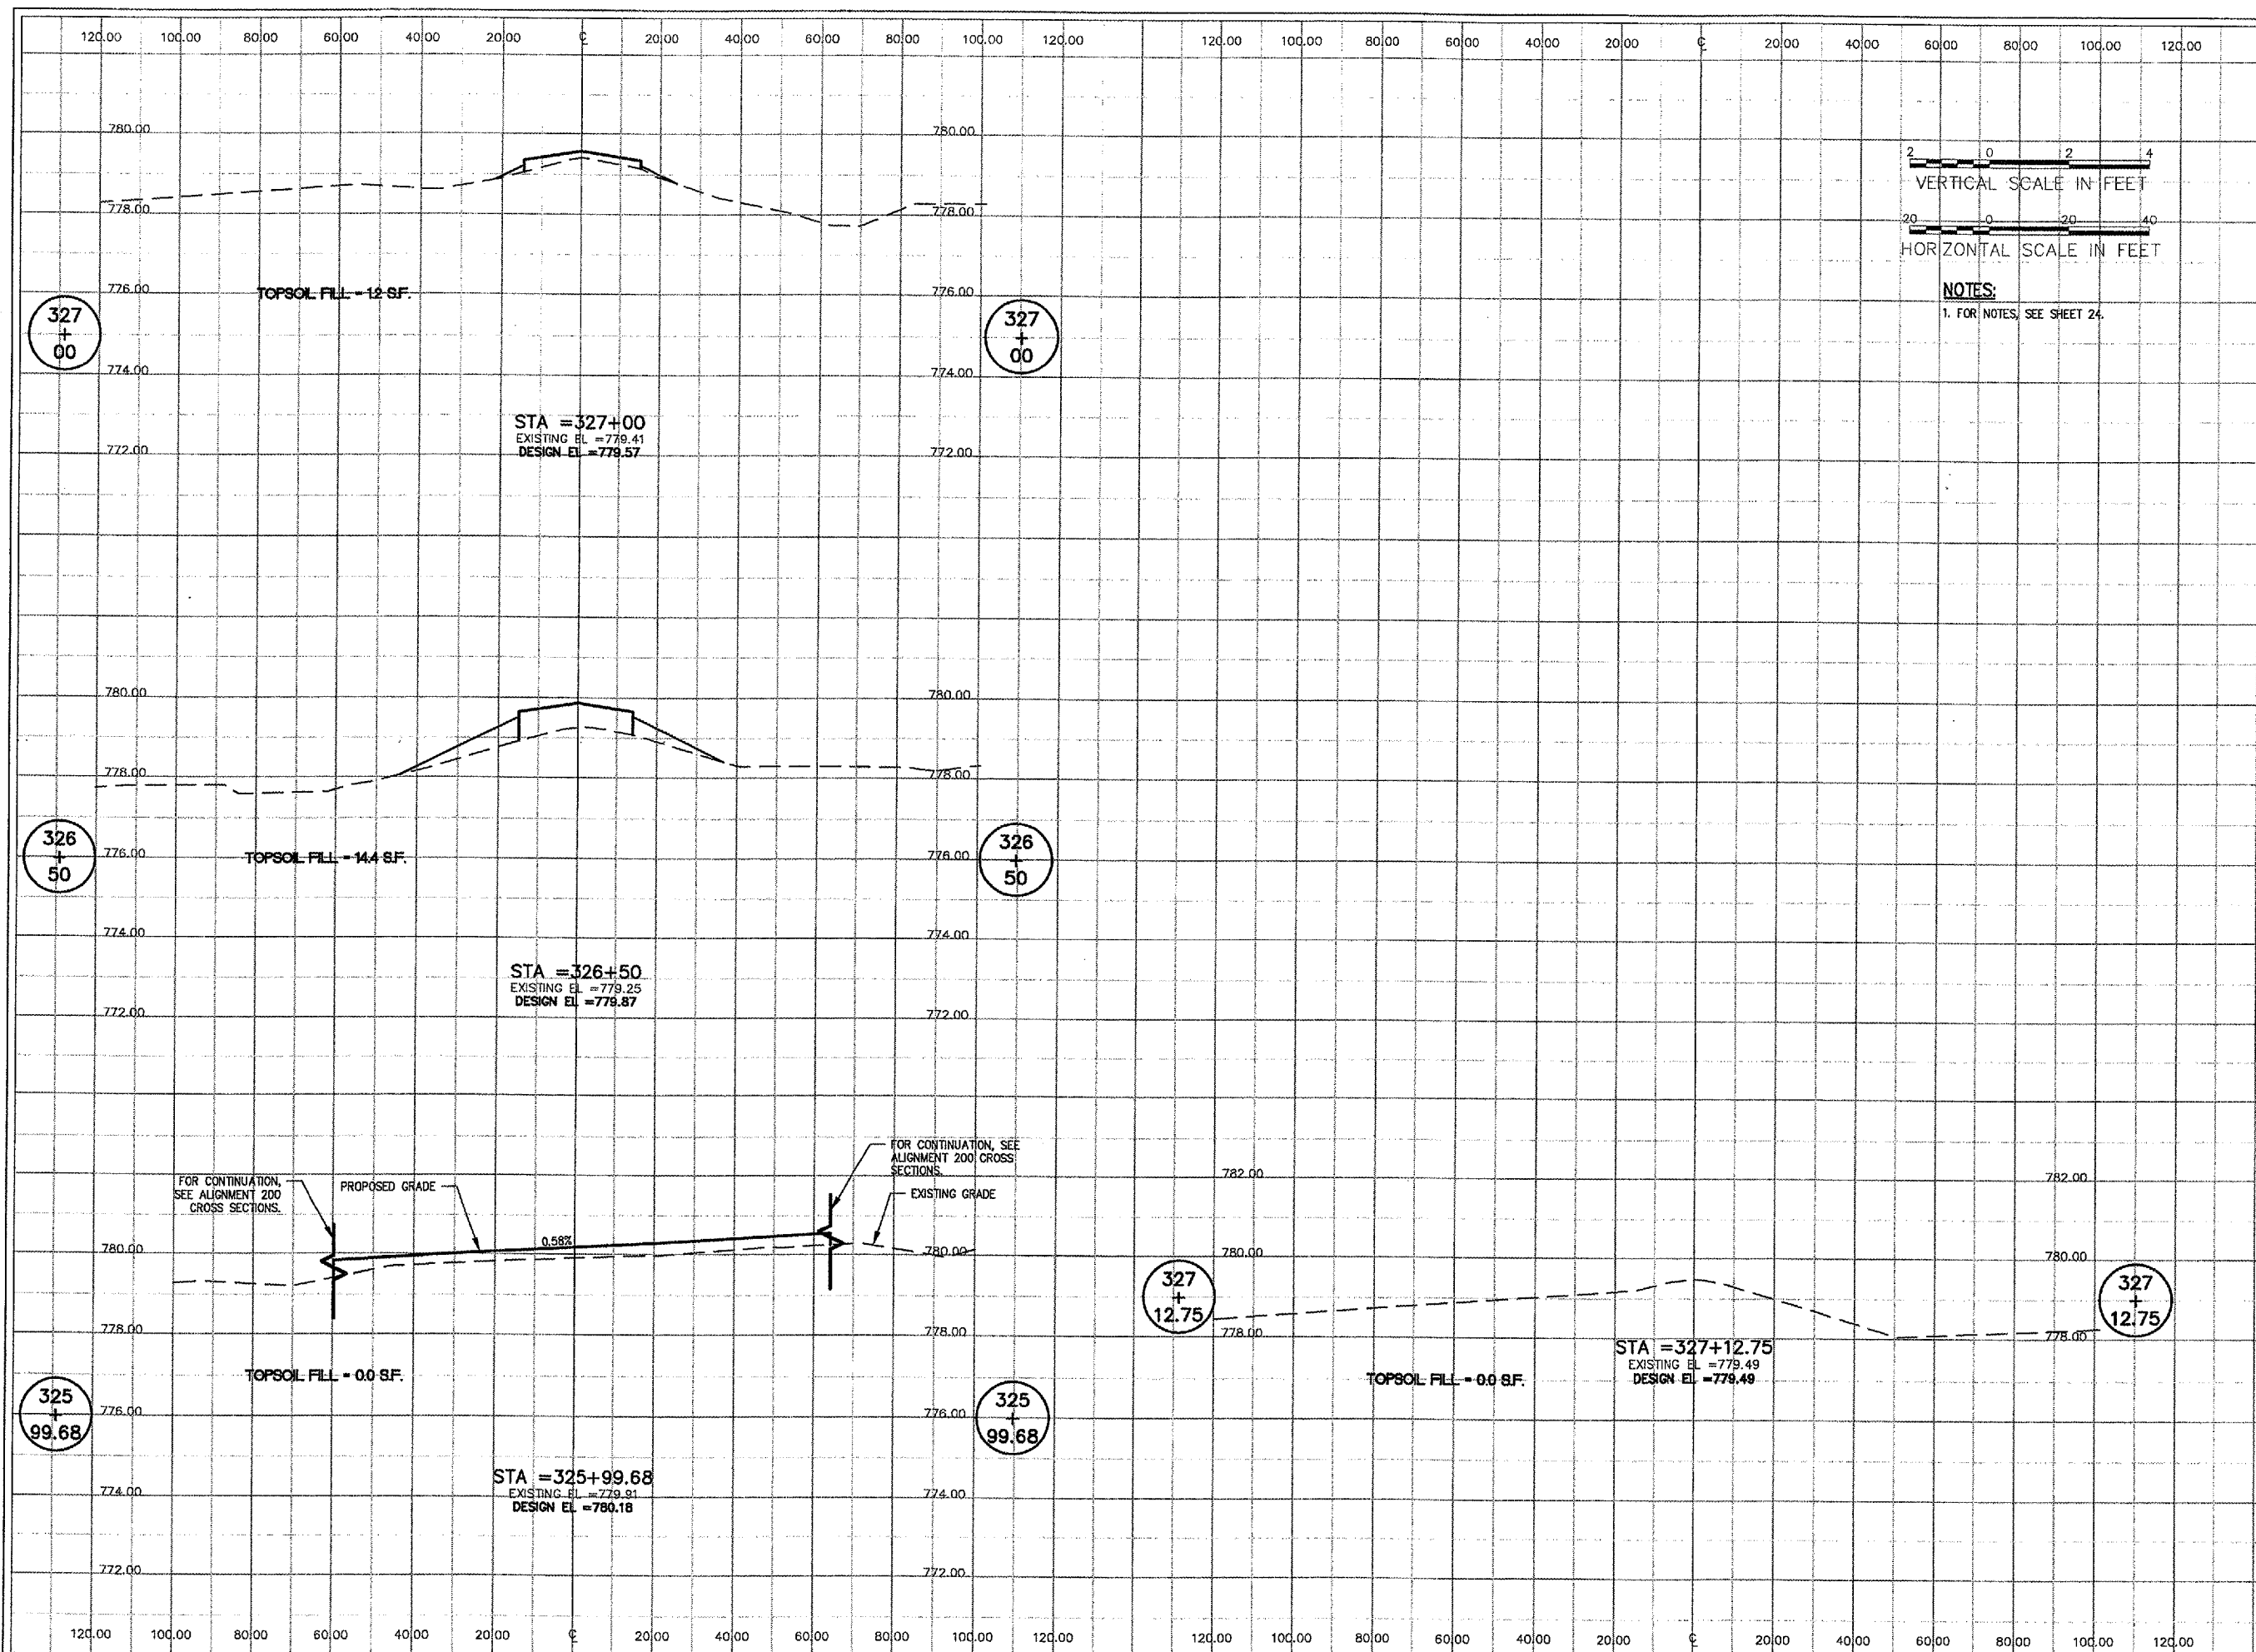 120.00 100.00 80.00 60.00 40.00 20.00 ℄ 20.00 40.00 60.00 80.00 100.00 120.00 120.00 100.00 80.00 60.00 40.00 20.00 ℄ 20.00 40.00 60.00 80.00 100.00 120.00
780.00 780.00
2 0 2 4
VERTICAL SCALE IN FEET
20 0 20 40
HORIZONTAL SCALE IN FEET
NOTES:
1. FOR NOTES, SEE SHEET 24.
778.00 778.00
776.00 776.00
TOPSOIL FILL = 1.2 S.F.
327
+
00
327
+
00
774.00 774.00
STA =327+00
EXISTING EL =779.41
DESIGN EL =779.57
772.00 772.00
780.00 780.00
778.00 778.00
326
+
50
776.00 776.00
TOPSOIL FILL = 14.4 S.F.
326
+
50
774.00 774.00
STA =326+50
EXISTING EL =779.25
DESIGN EL =779.87
772.00 772.00
FOR CONTINUATION, SEE
ALIGNMENT 200 CROSS
SECTIONS.
FOR CONTINUATION,
SEE ALIGNMENT 200
CROSS SECTIONS.
PROPOSED GRADE
EXISTING GRADE
0.58%
780.00 780.00
778.00 778.00
TOPSOIL FILL = 0.0 S.F.
325
+
99.68
776.00 776.00
325
+
99.68
STA =325+99.68
EXISTING EL =779.91
DESIGN EL =780.18
774.00 774.00
772.00 772.00
782.00 782.00
780.00 780.00
327
+
12.75
327
+
12.75
778.00 778.00
STA =327+12.75
EXISTING EL =779.49
DESIGN EL =779.49
TOPSOIL FILL = 0.0 S.F.
120.00 100.00 80.00 60.00 40.00 20.00 ℄ 20.00 40.00 60.00 80.00 100.00 120.00 120.00 100.00 80.00 60.00 40.00 20.00 ℄ 20.00 40.00 60.00 80.00 100.00 120.00